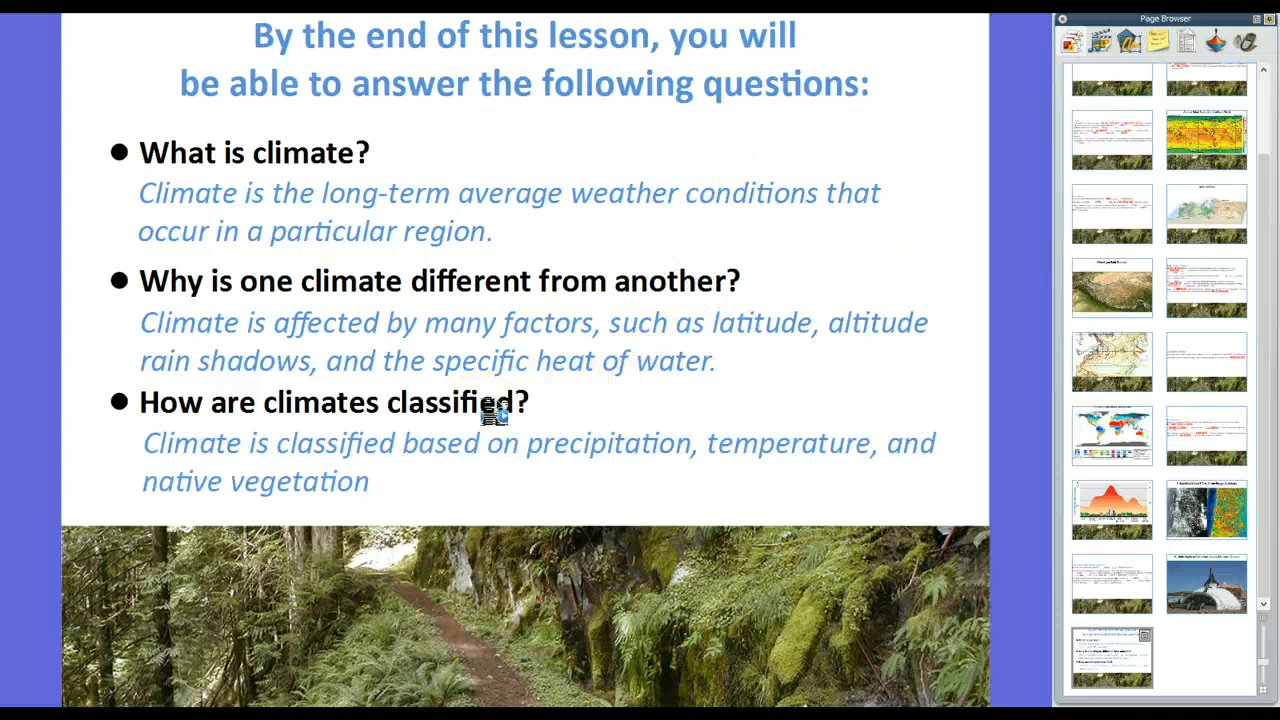 By the end of this lesson, you will
be able to answer the following questions:
● What is climate?
Climate is the long-term average weather conditions that
occur in a particular region.
● Why is one climate different from another?
Climate is affected by many factors, such as latitude, altitude
rain shadows, and the specific heat of water.
● How are climates classified?
Climate is classified based on precipitation, temperature, and
native vegetation
Page Browser